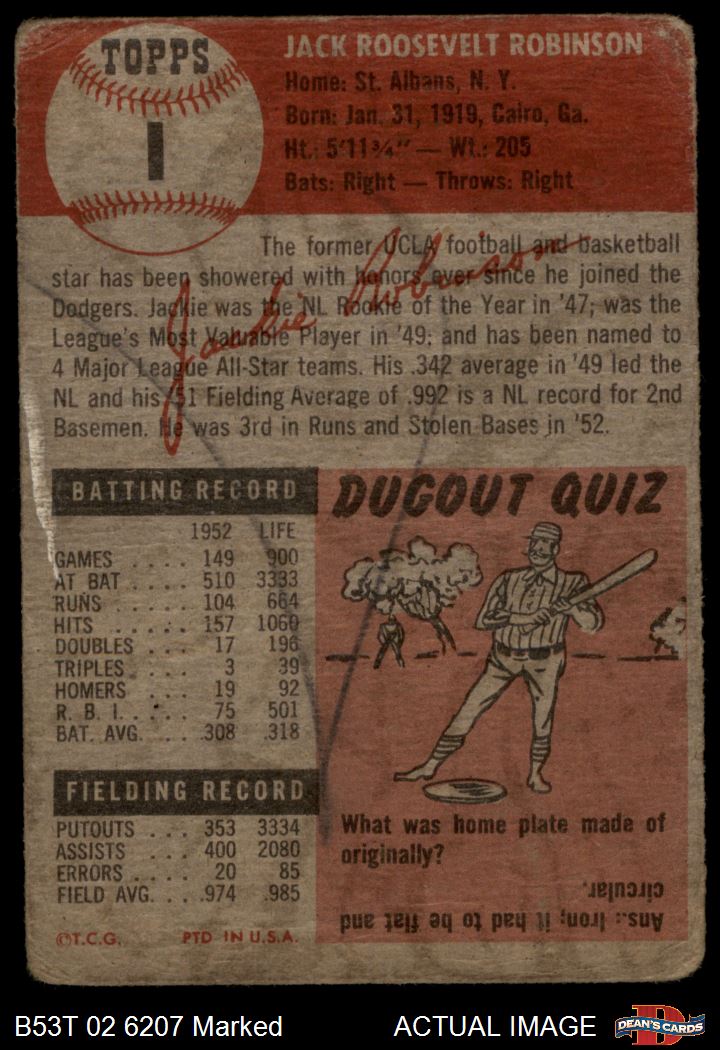 TOPPS
1
JACK ROOSEVELT ROBINSON
Home: St. Albans, N. Y.
Born: Jan. 31, 1919, Cairo, Ga.
Ht.: 5'11¾" — Wt.: 205
Bats: Right — Throws: Right
The former UCLA football and basketball
star has been showered with honors ever since he joined the
Dodgers. Jackie was the NL Rookie of the Year in '47; was the
League's Most Valuable Player in '49; and has been named to
4 Major League All-Star teams. His .342 average in '49 led the
NL and his '51 Fielding Average of .992 is a NL record for 2nd
Basemen. He was 3rd in Runs and Stolen Bases in '52.
Jackie Robinson
BATTING RECORD
1952 LIFE
GAMES .... 149 900
AT BAT .... 510 3333
RUNS ..... 104 664
HITS ..... 157 1060
DOUBLES ... 17 196
TRIPLES ... 3 39
HOMERS ... 19 92
R. B. I. .... 75 501
BAT. AVG. ... .308 .318
FIELDING RECORD
PUTOUTS ... 353 3334
ASSISTS ... 400 2080
ERRORS .... 20 85
FIELD AVG. ... .974 .985
©T.C.G. PTD IN U.S.A.
DUGOUT QUIZ
What was home plate made of
originally?
Ans.: Iron; it had to be flat and
circular.
B53T 02 6207 Marked ACTUAL IMAGE
D
DEAN'S CARDS